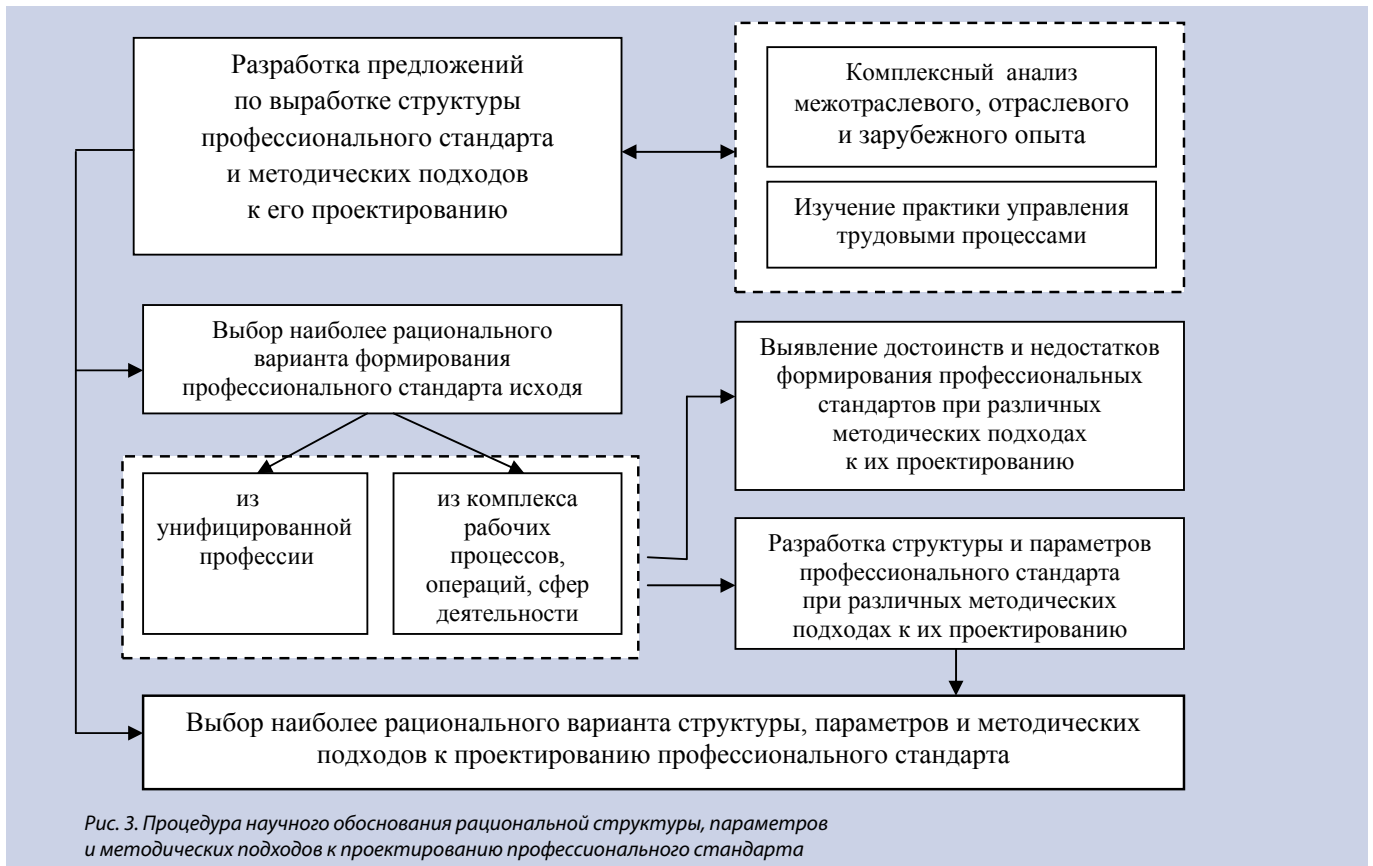 Разработка предложений
по выработке структуры
профессионального стандарта
и методических подходов
к его проектированию
Комплексный анализ
межотраслевого, отраслевого
и зарубежного опыта
Изучение практики управления
трудовыми процессами
Выбор наиболее рационального
варианта формирования
профессионального стандарта исходя
из
унифицированной
профессии
из комплекса
рабочих
процессов,
операций, сфер
деятельности
Выявление достоинств и недостатков
формирования профессиональных
стандартов при различных
методических подходах
к их проектированию
Разработка структуры и параметров
профессионального стандарта
при различных методических
подходах к их проектированию
Выбор наиболее рационального варианта структуры, параметров и методических
подходов к проектированию профессионального стандарта
Рис. 3. Процедура научного обоснования рациональной структуры, параметров
и методических подходов к проектированию профессионального стандарта